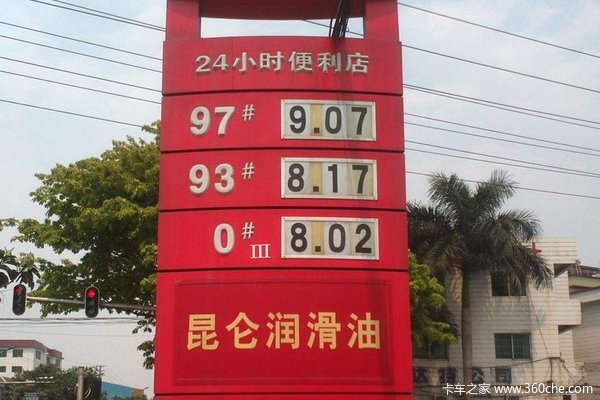 24小时便利店
97# 9.07
93# 8.17
0# III 8.02
昆仑润滑油
卡车之家 www.360che.com